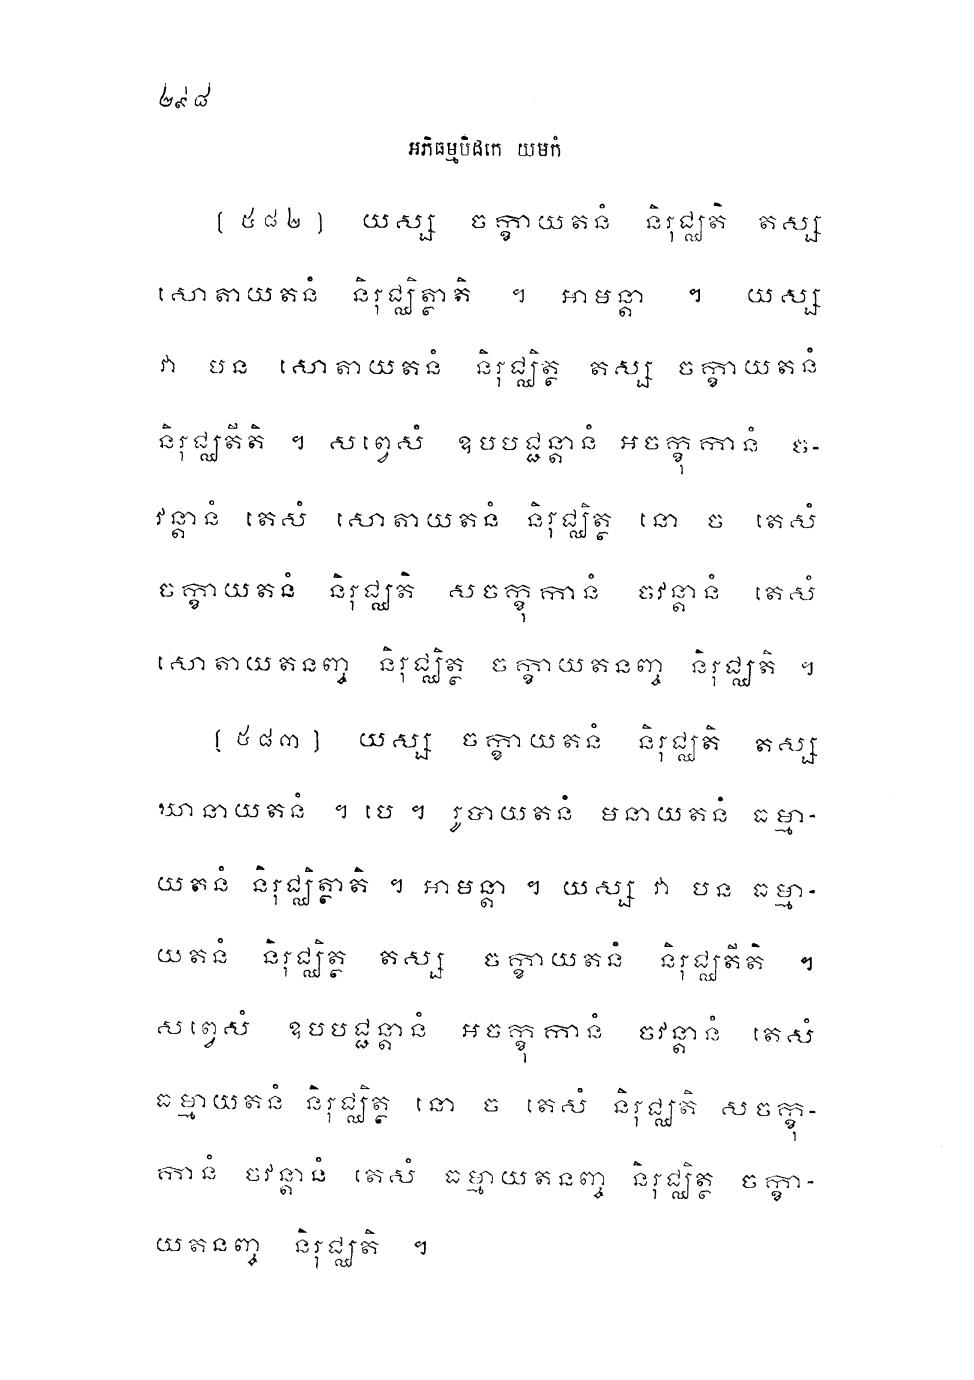 ២៩៨
អភិធម្មបិដកេ យមកំ
[ ៥៨២ ] យស្ស ចក្ខាយតនំ និរុជ្ឈតិ តស្ស
សោតាយតនំ និរុជ្ឈិត្ថាតិ ។ អាមន្តា ។ យស្ស
វា បន សោតាយតនំ និរុជ្ឈិត្ថ តស្ស ចក្ខាយតនំ
និរុជ្ឈតីតិ ។ សព្វេសំ ឧបបជ្ជន្តានំ អចក្ខុកានំ ច-
វន្តានំ តេសំ សោតាយតនំ និរុជ្ឈិត្ថ នោ ច តេសំ
ចក្ខាយតនំ និរុជ្ឈតិ សចក្ខុកានំ ចវន្តានំ តេសំ
សោតាយតនញ្ច និរុជ្ឈិត្ថ ចក្ខាយតនញ្ច និរុជ្ឈតិ ។
[ ៥៨៣ ] យស្ស ចក្ខាយតនំ និរុជ្ឈតិ តស្ស
ឃានាយតនំ ។ បេ ។ រូបាយតនំ មនាយតនំ ធម្មា-
យតនំ និរុជ្ឈិត្ថាតិ ។ អាមន្តា ។ យស្ស វា បន ធម្មា-
យតនំ និរុជ្ឈិត្ថ តស្ស ចក្ខាយតនំ និរុជ្ឈតីតិ ។
សព្វេសំ ឧបបជ្ជន្តានំ អចក្ខុកានំ ចវន្តានំ តេសំ
ធម្មាយតនំ និរុជ្ឈិត្ថ នោ ច តេសំ និរុជ្ឈតិ សចក្ខុ-
កានំ ចវន្តានំ តេសំ ធម្មាយតនញ្ច និរុជ្ឈិត្ថ ចក្ខា-
យតនញ្ច និរុជ្ឈតិ ។